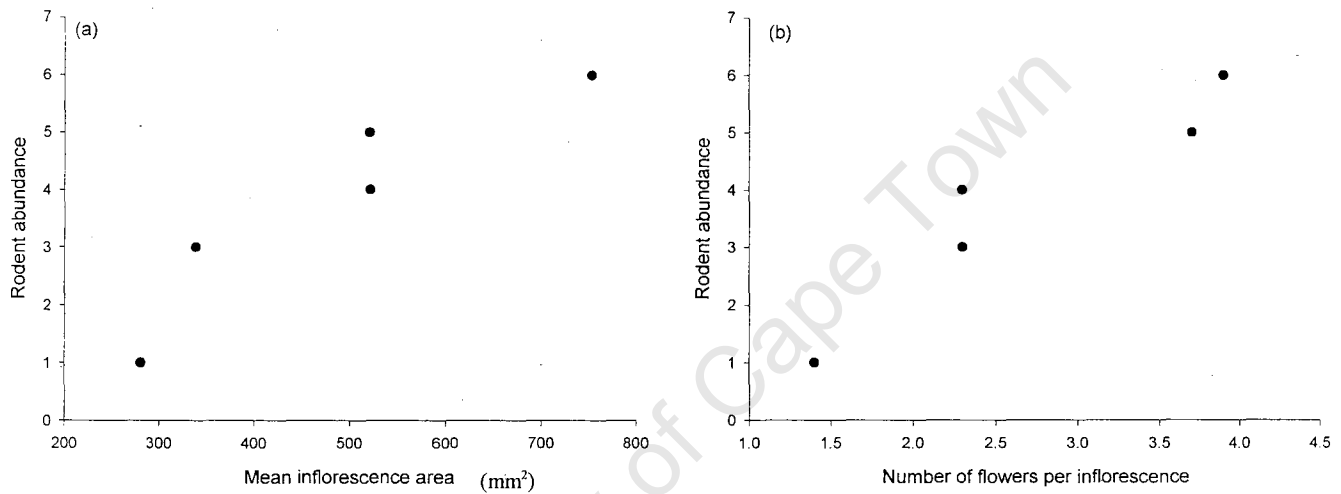 (a)
7
6
5
4
3
2
1
0
Rodent abundance
200 300 400 500 600 700 800
Mean inflorescence area (mm²)
(b)
7
6
5
4
3
2
1
0
Rodent abundance
1.0 1.5 2.0 2.5 3.0 3.5 4.0 4.5
Number of flowers per inflorescence
of Cape Town